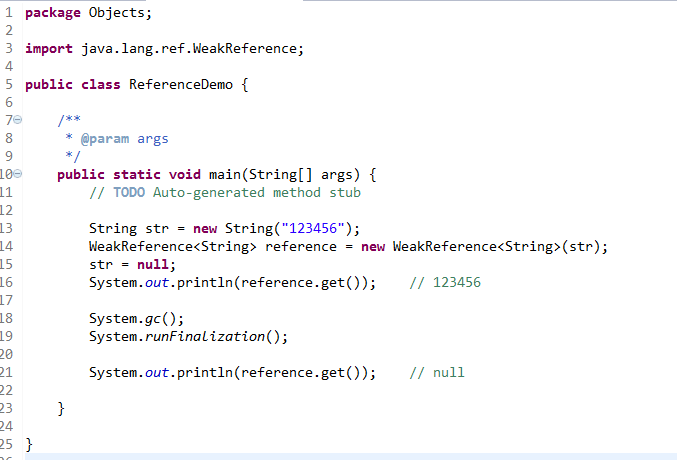 1 package Objects;
2
3 import java.lang.ref.WeakReference;
4
5 public class ReferenceDemo {
6
7 /**
8 * @param args
9 */
10 public static void main(String[] args) {
11 // TODO Auto-generated method stub
12
13 String str = new String("123456");
14 WeakReference<String> reference = new WeakReference<String>(str);
15 str = null;
16 System.out.println(reference.get()); // 123456
17
18 System.gc();
19 System.runFinalization();
20
21 System.out.println(reference.get()); // null
22
23 }
24
25 }